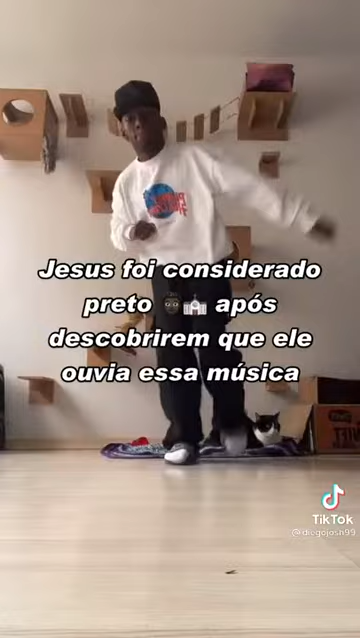 Jesus foi considerado
preto 🧔🏿💒 após
descobrirem que ele
ouvia essa música
TikTok
@diegojosh99